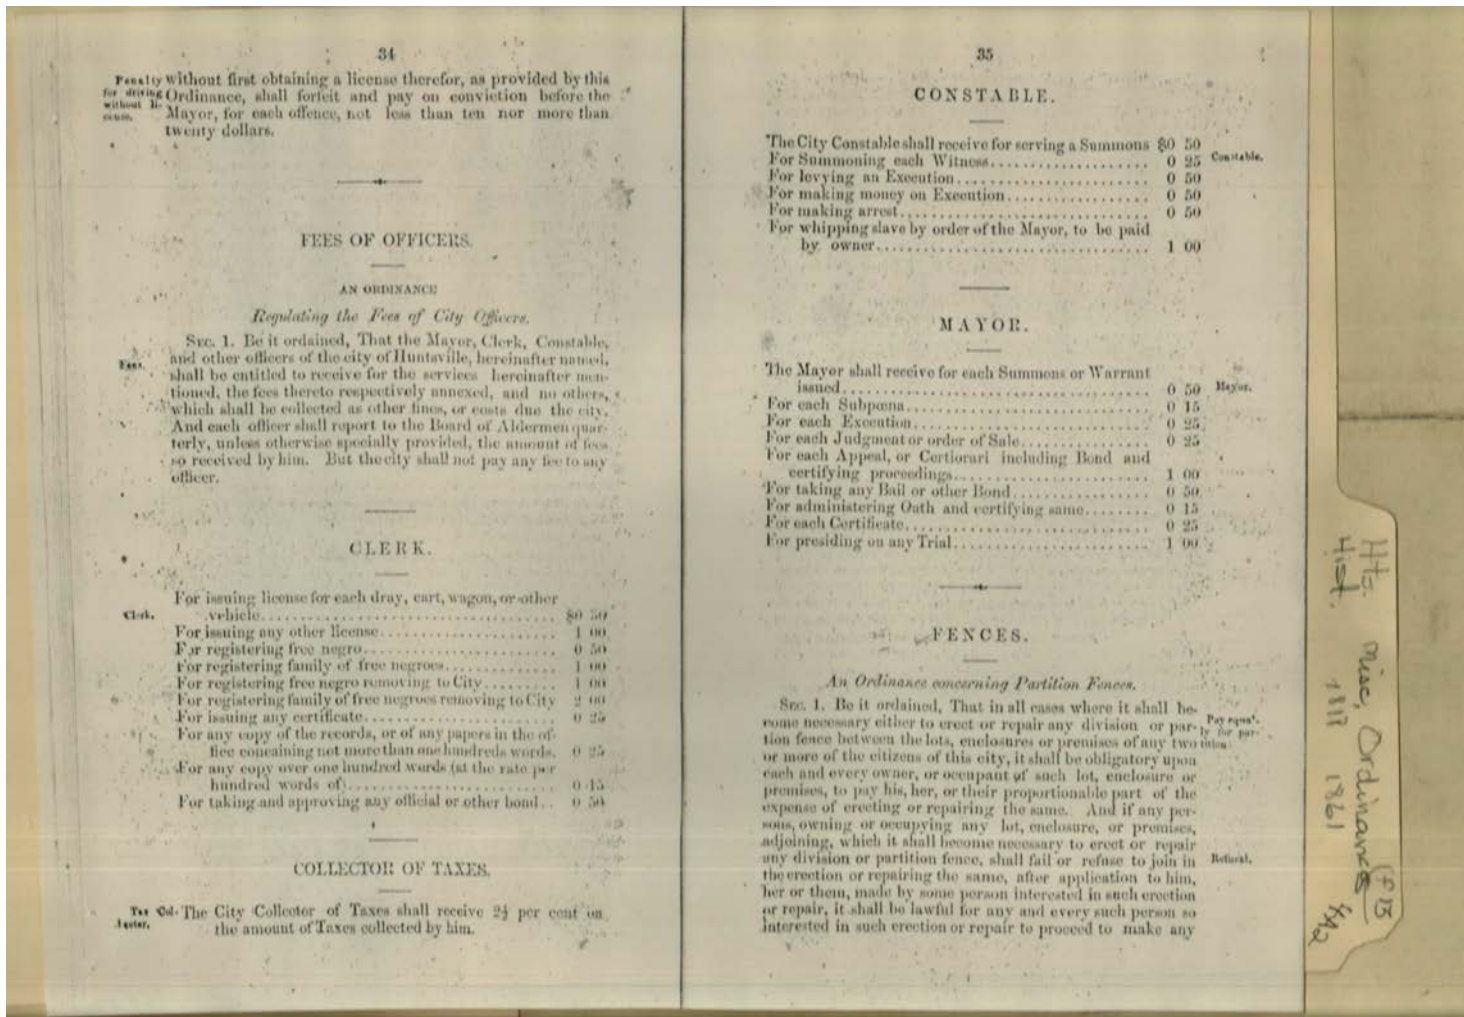 34
Penalty for driving without license.
without first obtaining a license therefor, as provided by this
Ordinance, shall forfeit and pay on conviction before the
Mayor, for each offence, not less than ten nor more than
twenty dollars.
FEES OF OFFICERS.
AN ORDINANCE
Regulating the Fees of City Officers.
Fees.
SEC. 1. Be it ordained, That the Mayor, Clerk, Constable,
and other officers of the city of Huntsville, hereinafter named,
shall be entitled to receive for the services hereinafter men-
tioned, the fees thereto respectively annexed, and no others,
which shall be collected as other fines, or costs due the city.
And each officer shall report to the Board of Aldermen quar-
terly, unless otherwise specially provided, the amount of fees
so received by him. But the city shall not pay any fee to any
officer.
CLERK.
Clerk.
For issuing license for each dray, cart, wagon, or other
vehicle.................................... $0 50
For issuing any other license........................ 1 00
For registering free negro.......................... 0 50
For registering family of free negroes.............. 1 00
For registering free negro removing to City......... 1 00
For registering family of free negroes removing to City 2 00
For issuing any certificate......................... 0 25
For any copy of the records, or of any papers in the of-
fice containing not more than one hundreds words. 0 25
For any copy over one hundred words (at the rate per
hundred words of)........................ 0 15
For taking and approving any official or other bond.. 0 50
COLLECTOR OF TAXES.
Tax Col-
lector.
The City Collector of Taxes shall receive 2½ per cent on
the amount of Taxes collected by him.
35
CONSTABLE.
The City Constable shall receive for serving a Summons $0 50
Constable.
For Summoning each Witness.................... 0 25
For levying an Execution........................ 0 50
For making money on Execution.................. 0 50
For making arrest............................... 0 50
For whipping slave by order of the Mayor, to be paid
by owner................................ 1 00
MAYOR.
The Mayor shall receive for each Summons or Warrant
issued.................................... 0 50
Mayor.
For each Subpœna............................... 0 15
For each Execution.............................. 0 25
For each Judgment or order of Sale.............. 0 25
For each Appeal, or Certiorari including Bond and
certifying proceedings........................ 1 00
For taking any Bail or other Bond................ 0 50
For administering Oath and certifying same........ 0 15
For each Certificate............................. 0 25
For presiding on any Trial....................... 1 00
FENCES.
An Ordinance concerning Partition Fences.
SEC. 1. Be it ordained, That in all cases where it shall be-
come necessary either to erect or repair any division or par-
tion fence between the lots, enclosures or premises of any two
or more of the citizens of this city, it shall be obligatory upon
each and every owner, or occupant of such lot, enclosure or
premises, to pay his, her, or their proportionable part of the
expense of erecting or repairing the same. And if any per-
sons, owning or occupying any lot, enclosure, or premises,
adjoining, which it shall become necessary to erect or repair
any division or partition fence, shall fail or refuse to join in
the erection or repairing the same, after application to him,
her or them, made by some person interested in such erection
or repair, it shall be lawful for any and every such person so
interested in such erection or repair to proceed to make any
Pay equal-
ly for par-
Refusal.
Hts. Misc. Ordinances
Hist. 1861